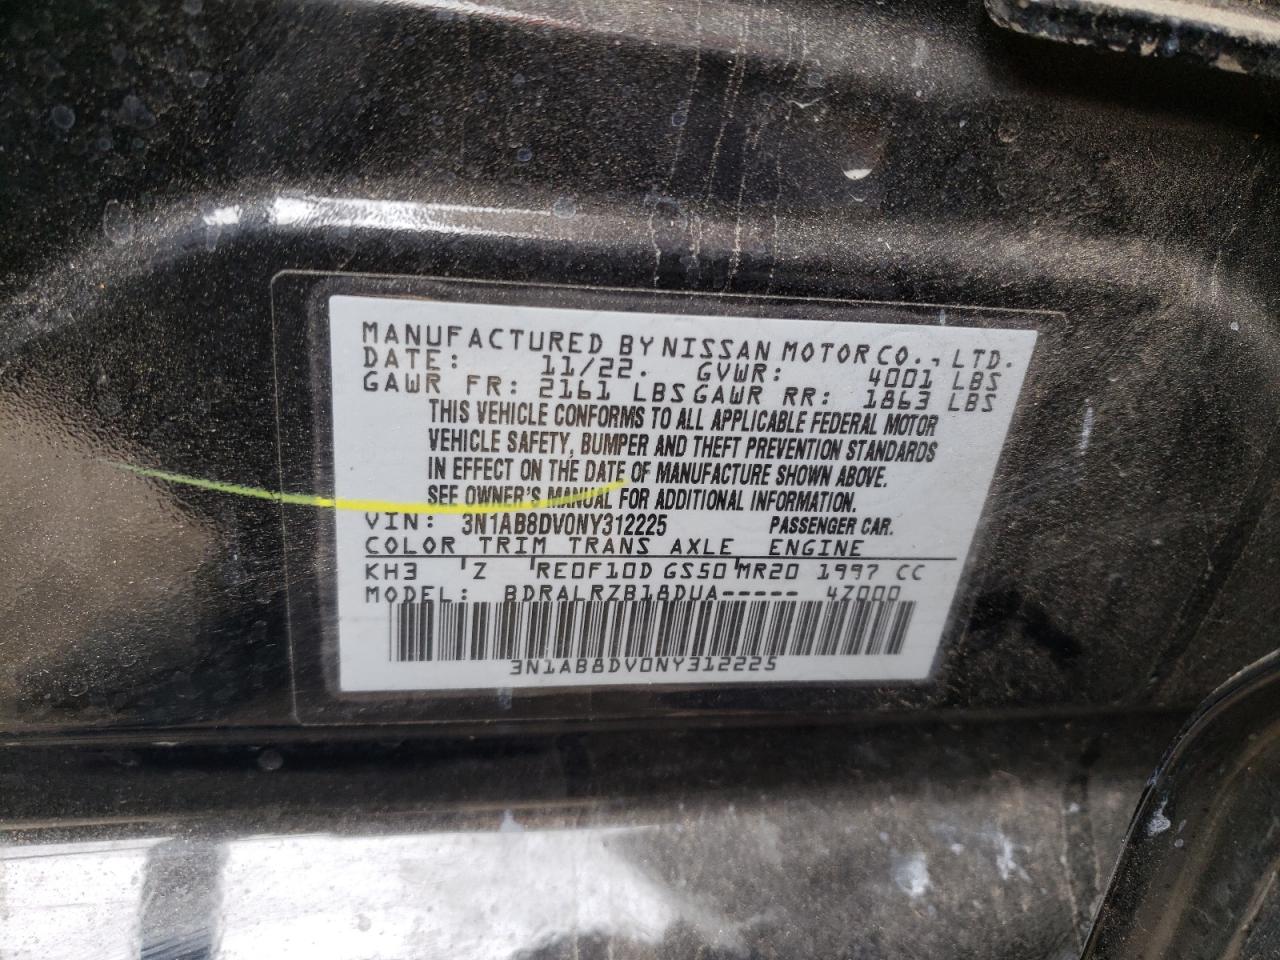 MANUFACTURED BY NISSAN MOTOR CO., LTD.
DATE: 11/22. GVWR: 4001 LBS
GAWR FR: 2161 LBS GAWR RR: 1863 LBS
THIS VEHICLE CONFORMS TO ALL APPLICABLE FEDERAL MOTOR
VEHICLE SAFETY, BUMPER AND THEFT PREVENTION STANDARDS
IN EFFECT ON THE DATE OF MANUFACTURE SHOWN ABOVE.
SEE OWNER'S MANUAL FOR ADDITIONAL INFORMATION.
VIN: 3N1AB8DV0NY312225 PASSENGER CAR.
COLOR TRIM TRANS AXLE ENGINE
KH3 'Z 'RE0F10D GS50'MR20 1997 CC
MODEL: BDRALRZB18DUA----- 4Z000
3N1AB8DV0NY312225